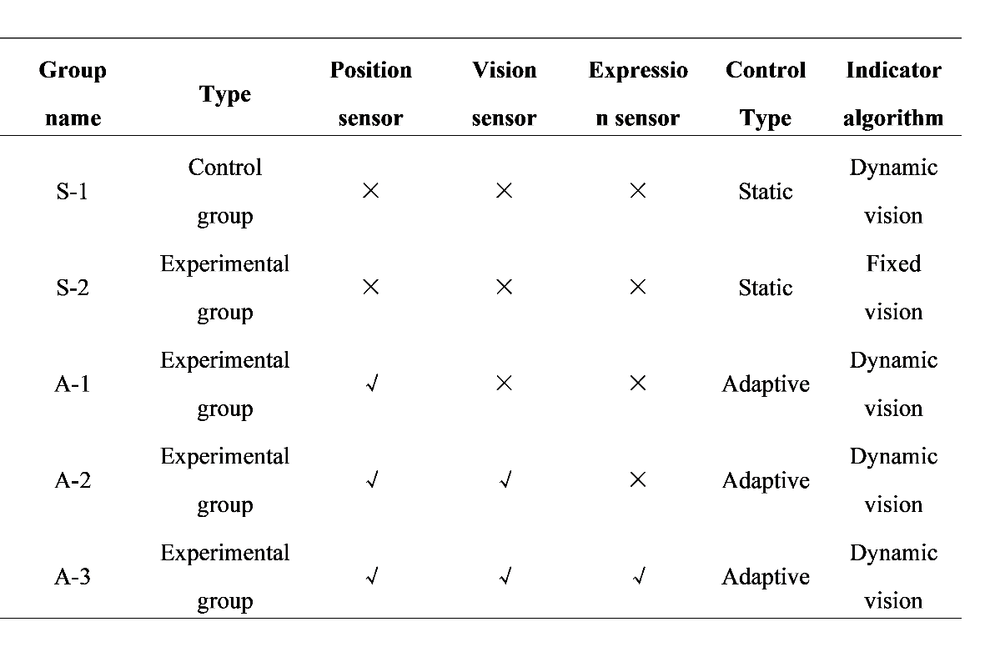 Group name Type Position sensor Vision sensor Expressio n sensor Control Type Indicator algorithm
S-1 Control group × × × Static Dynamic vision
S-2 Experimental group × × × Static Fixed vision
A-1 Experimental group √ × × Adaptive Dynamic vision
A-2 Experimental group √ √ × Adaptive Dynamic vision
A-3 Experimental group √ √ √ Adaptive Dynamic vision